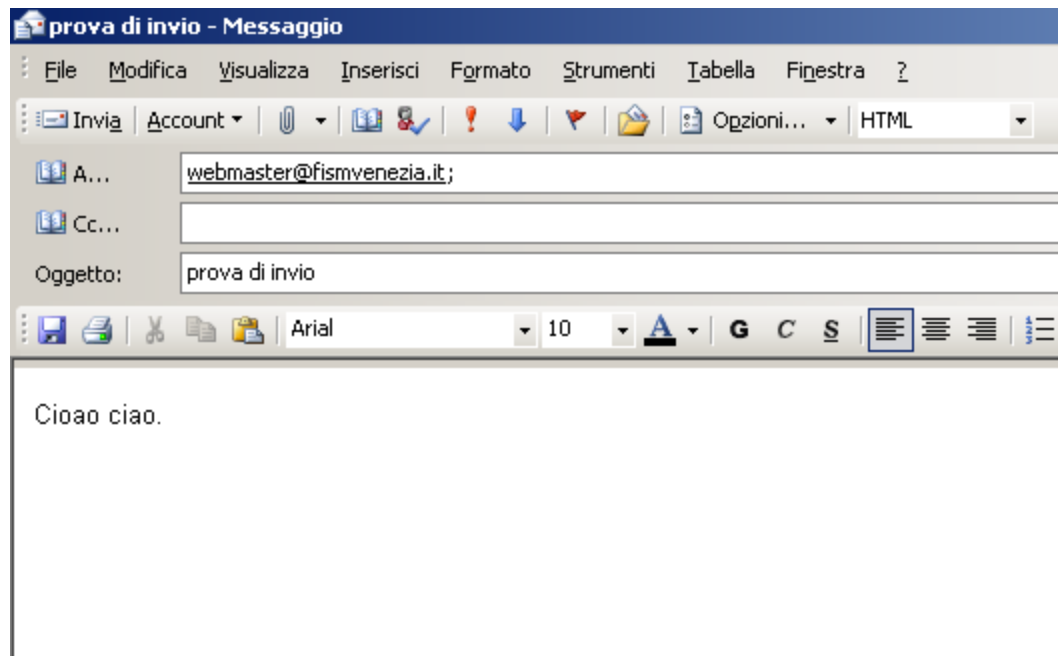 prova di invio - Messaggio
File Modifica Visualizza Inserisci Formato Strumenti Tabella Finestra ?
Invia Account Opzioni... HTML
A... webmaster@fismvenezia.it;
Cc...
Oggetto: prova di invio
Arial 10 A G C S
Cioao ciao.